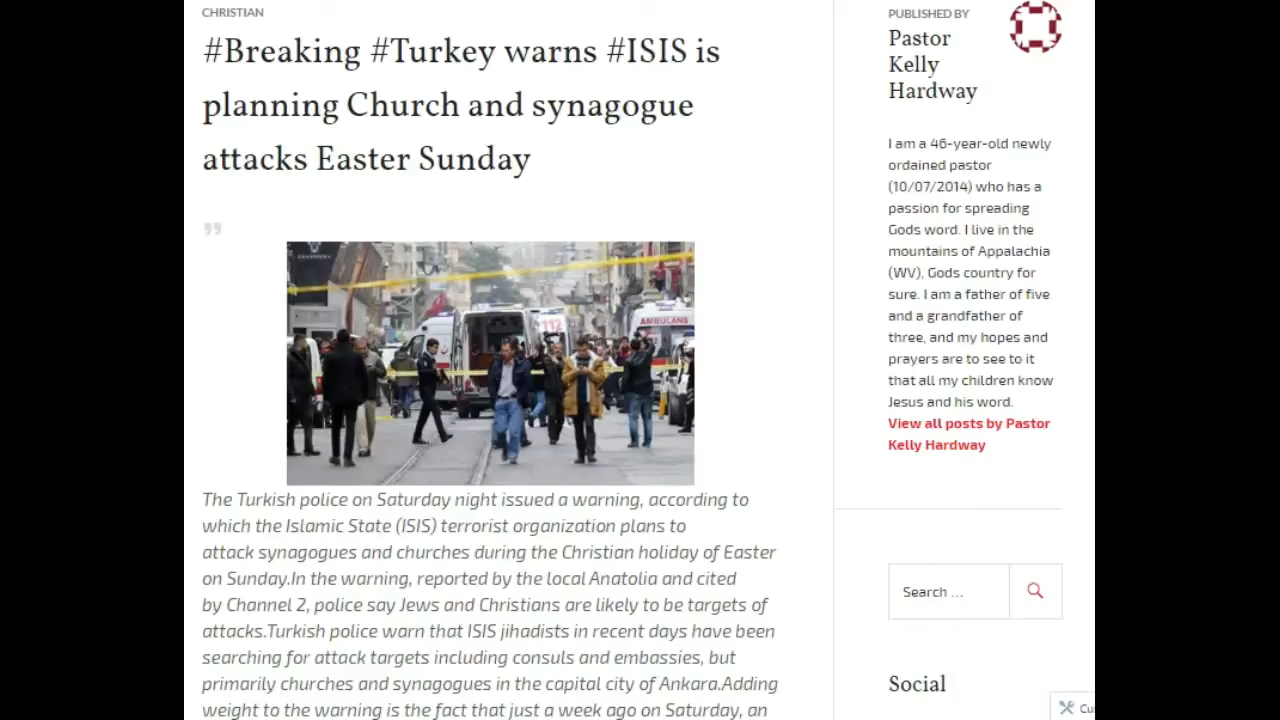 CHRISTIAN
#Breaking #Turkey warns #ISIS is
planning Church and synagogue
attacks Easter Sunday
112
AMBULANS
The Turkish police on Saturday night issued a warning, according to
which the Islamic State (ISIS) terrorist organization plans to
attack synagogues and churches during the Christian holiday of Easter
on Sunday.In the warning, reported by the local Anatolia and cited
by Channel 2, police say Jews and Christians are likely to be targets of
attacks.Turkish police warn that ISIS jihadists in recent days have been
searching for attack targets including consuls and embassies, but
primarily churches and synagogues in the capital city of Ankara.Adding
weight to the warning is the fact that just a week ago on Saturday, an
PUBLISHED BY
Pastor
Kelly
Hardway
I am a 46-year-old newly
ordained pastor
(10/07/2014) who has a
passion for spreading
Gods word. I live in the
mountains of Appalachia
(WV), Gods country for
sure. I am a father of five
and a grandfather of
three, and my hopes and
prayers are to see to it
that all my children know
Jesus and his word.
View all posts by Pastor
Kelly Hardway
Search ...
Social
Cu